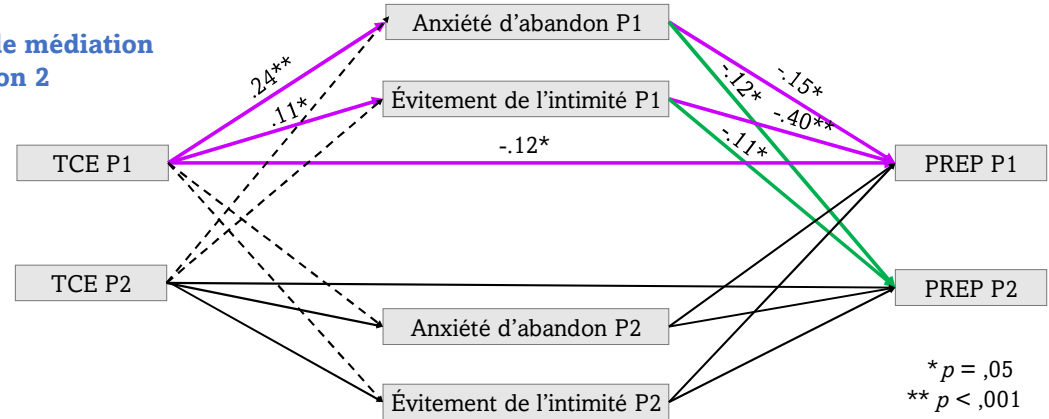 le médiation
on 2
Anxiété d'abandon P1
Évitement de l'intimité P1
.24**
.11*
-.12*
-.15*
-.12*
-.40**
-.11*
TCE P1
PREP P1
TCE P2
PREP P2
Anxiété d'abandon P2
Évitement de l'intimité P2
* p = ,05
** p < ,001